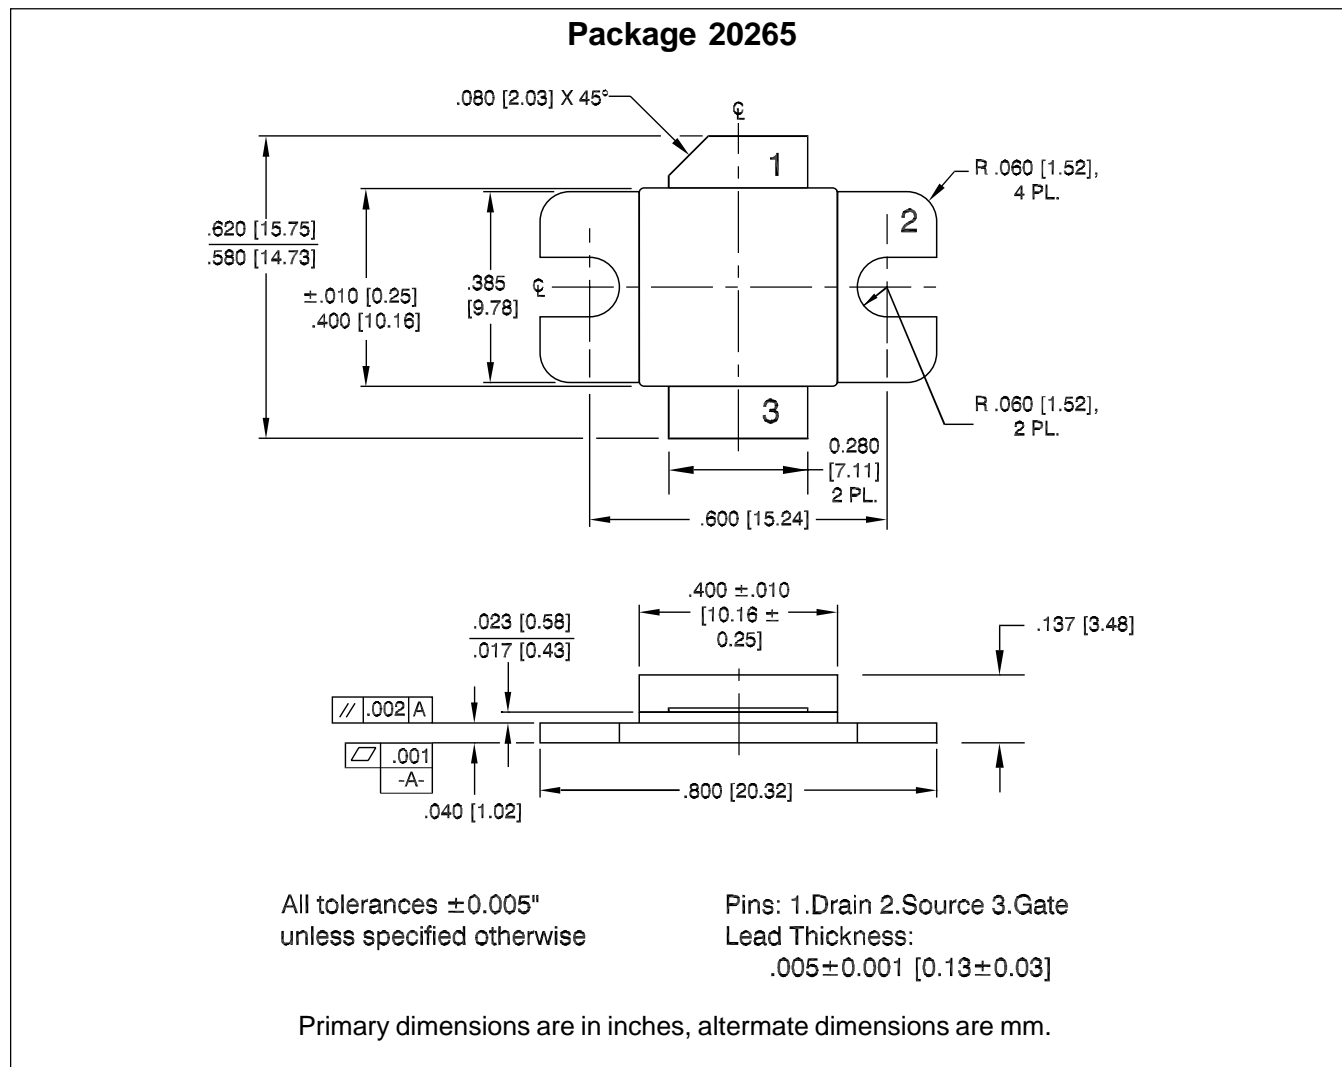 Package 20265
.080 [2.03] X 45°
℄
1
R .060 [1.52],
4 PL.
2
.620 [15.75]
.580 [14.73]
±.010 [0.25]
.400 [10.16]
.385
[9.78]
℄
3
R .060 [1.52],
2 PL.
0.280
[7.11]
2 PL.
.600 [15.24]
.400 ±.010
[10.16 ±
0.25]
.023 [0.58]
.017 [0.43]
.137 [3.48]
// .002 A
⏥ .001
-A-
.040 [1.02]
.800 [20.32]
All tolerances ±0.005"
unless specified otherwise
Pins: 1.Drain 2.Source 3.Gate
Lead Thickness:
.005±0.001 [0.13±0.03]
Primary dimensions are in inches, altermate dimensions are mm.